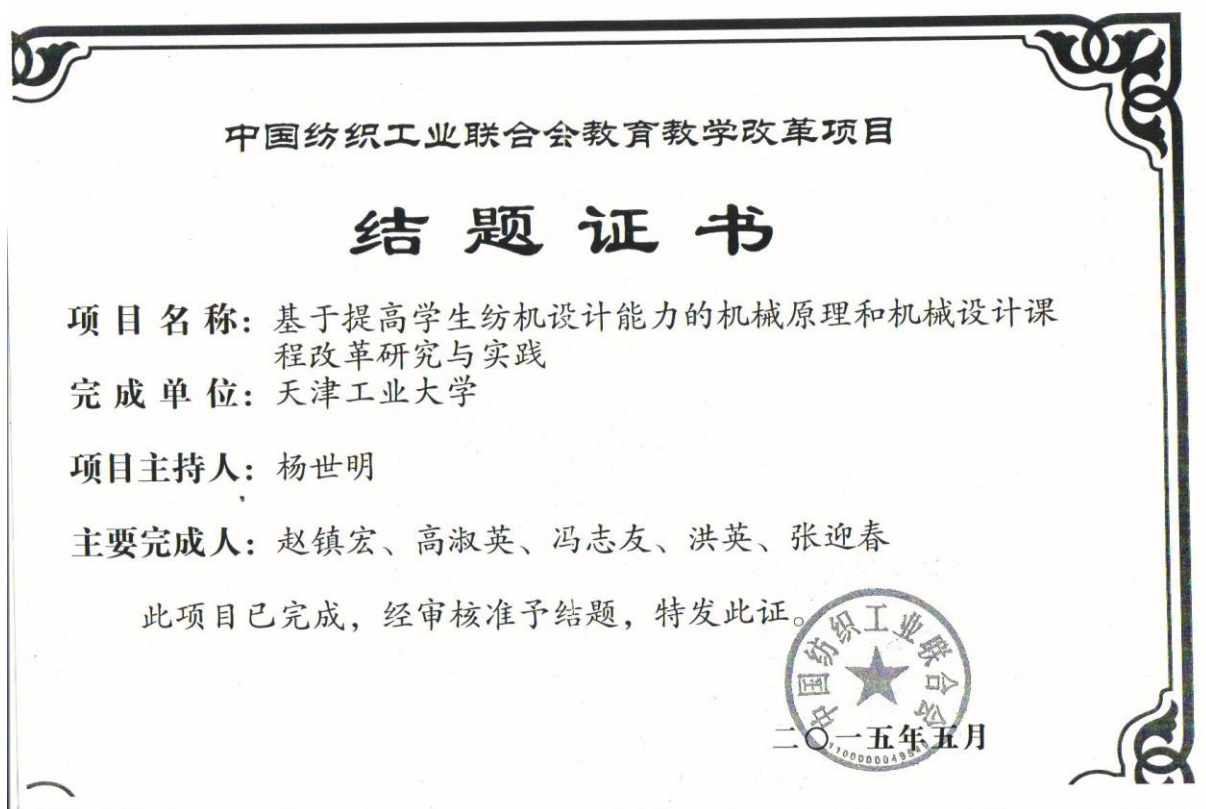 中国纺织工业联合会教育教学改革项目
结题证书
项目名称：基于提高学生纺机设计能力的机械原理和机械设计课
程改革研究与实践
完成单位：天津工业大学
项目主持人：杨世明
主要完成人：赵镇宏、高淑英、冯志友、洪英、张迎春
此项目已完成，经审核准予结题，特发此证。
中国纺织工业联合会
二〇一五年五月